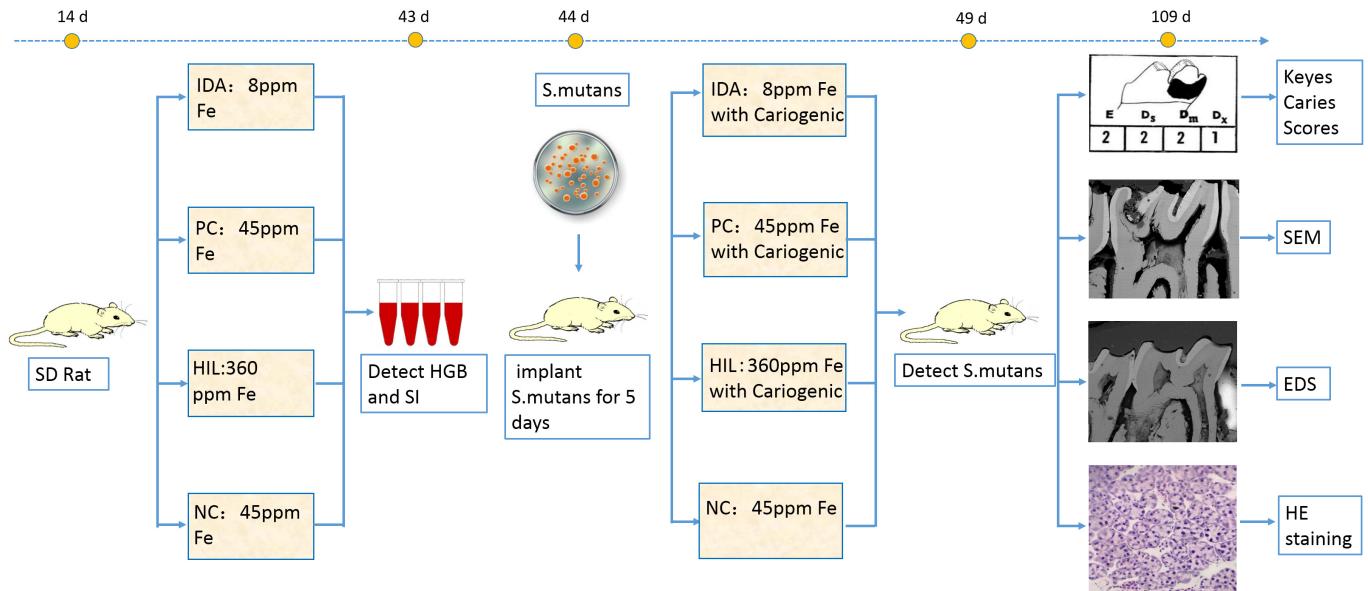 14 d
43 d
44 d
49 d
109 d
SD Rat
IDA：8ppm
Fe
PC：45ppm
Fe
HIL:360
ppm Fe
NC：45ppm
Fe
Detect HGB
and SI
S.mutans
implant
S.mutans for 5
days
IDA：8ppm Fe
with Cariogenic
PC：45ppm Fe
with Cariogenic
HIL：360ppm Fe
with Cariogenic
NC：45ppm Fe
Detect S.mutans
E Ds Dm Dx
2 2 2 1
Keyes
Caries
Scores
SEM
EDS
HE
staining